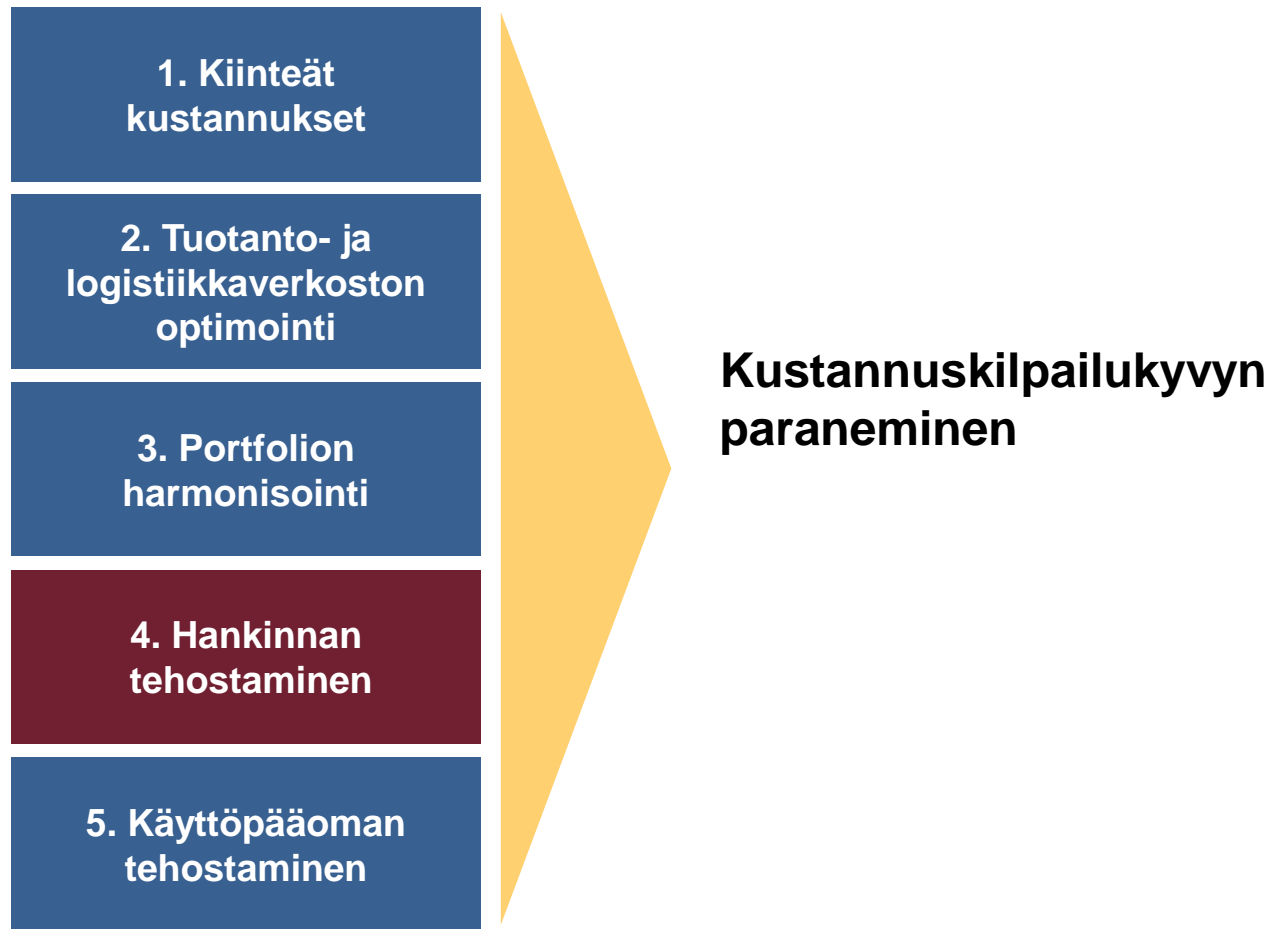 1. Kiinteät
kustannukset
2. Tuotanto- ja
logistiikkaverkoston
optimointi
3. Portfolion
harmonisointi
4. Hankinnan
tehostaminen
5. Käyttöpääoman
tehostaminen
Kustannuskilpailukyvyn
paraneminen